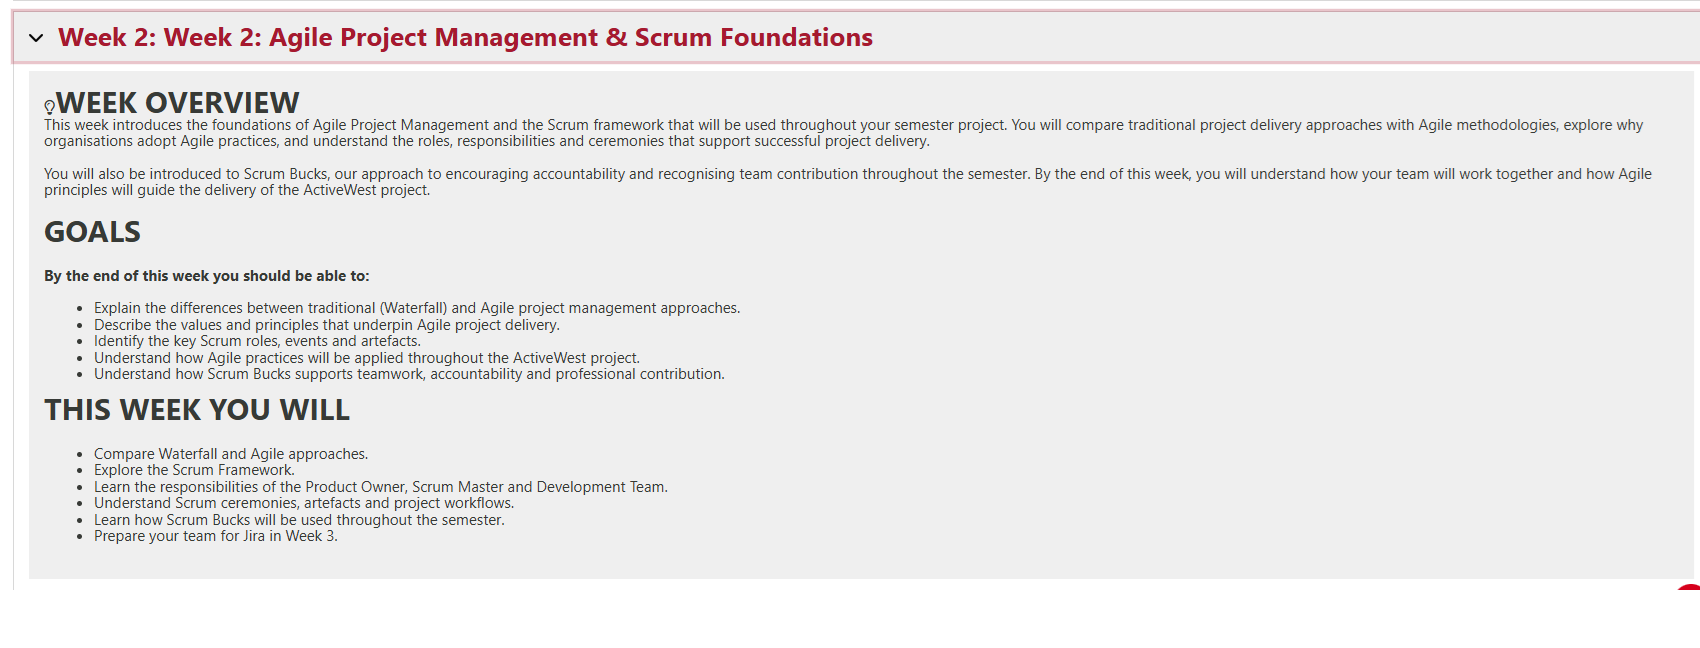 Week 2: Week 2: Agile Project Management & Scrum Foundations
WEEK OVERVIEW
This week introduces the foundations of Agile Project Management and the Scrum framework that will be used throughout your semester project. You will compare traditional project delivery approaches with Agile methodologies, explore why
organisations adopt Agile practices, and understand the roles, responsibilities and ceremonies that support successful project delivery.
You will also be introduced to Scrum Bucks, our approach to encouraging accountability and recognising team contribution throughout the semester. By the end of this week, you will understand how your team will work together and how Agile
principles will guide the delivery of the ActiveWest project.
GOALS
By the end of this week you should be able to:
• Explain the differences between traditional (Waterfall) and Agile project management approaches.
• Describe the values and principles that underpin Agile project delivery.
• Identify the key Scrum roles, events and artefacts.
• Understand how Agile practices will be applied throughout the ActiveWest project.
• Understand how Scrum Bucks supports teamwork, accountability and professional contribution.
THIS WEEK YOU WILL
• Compare Waterfall and Agile approaches.
• Explore the Scrum Framework.
• Learn the responsibilities of the Product Owner, Scrum Master and Development Team.
• Understand Scrum ceremonies, artefacts and project workflows.
• Learn how Scrum Bucks will be used throughout the semester.
• Prepare your team for Jira in Week 3.